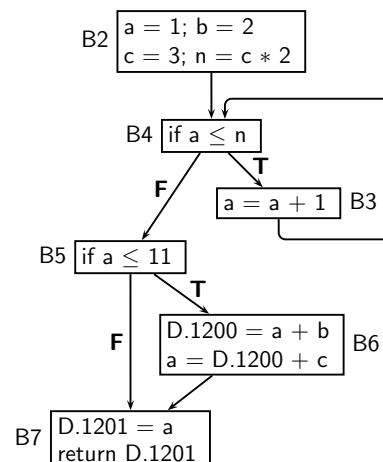 B2
a = 1; b = 2
c = 3; n = c * 2
B4
if a ≤ n
T
F
a = a + 1
B3
B5
if a ≤ 11
T
F
D.1200 = a + b
a = D.1200 + c
B6
B7
D.1201 = a
return D.1201